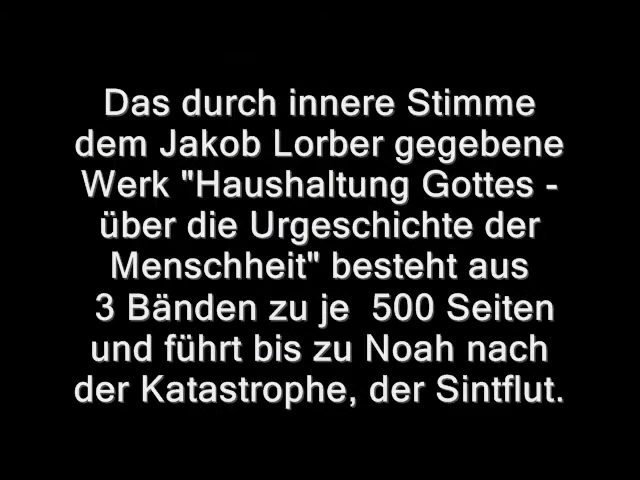 Das durch innere Stimme
dem Jakob Lorber gegebene
Werk "Haushaltung Gottes -
über die Urgeschichte der
Menschheit" besteht aus
3 Bänden zu je  500 Seiten
und führt bis zu Noah nach
der Katastrophe, der Sintflut.